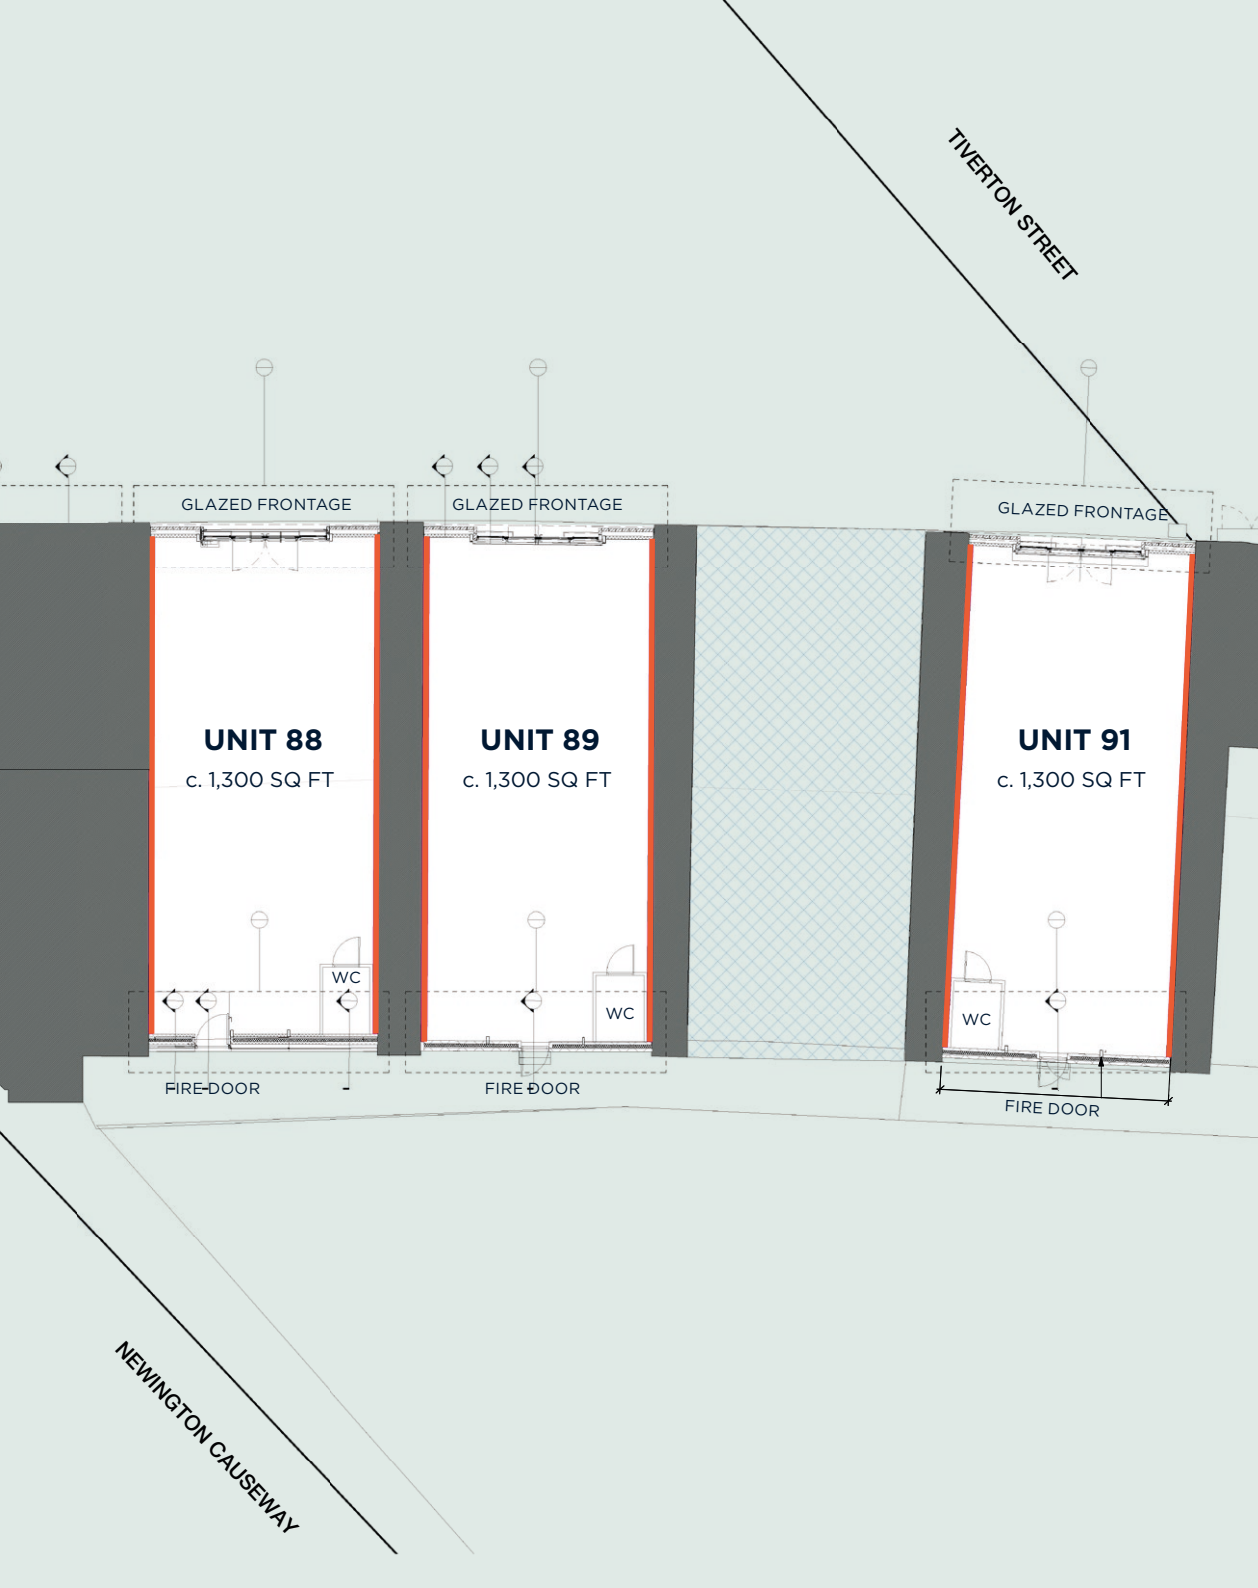 TIVERTON STREET
GLAZED FRONTAGE
GLAZED FRONTAGE
GLAZED FRONTAGE
UNIT 88
c. 1,300 SQ FT
UNIT 89
c. 1,300 SQ FT
UNIT 91
c. 1,300 SQ FT
WC
WC
WC
FIRE DOOR
FIRE DOOR
FIRE DOOR
NEWINGTON CAUSEWAY